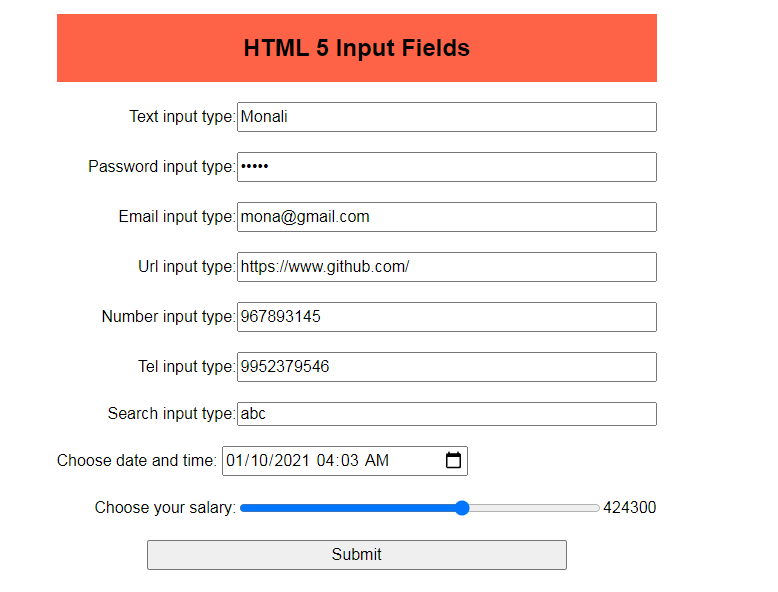 HTML 5 Input Fields
Text input type: Monali
Password input type: •••••
Email input type: mona@gmail.com
Url input type: https://www.github.com/
Number input type: 967893145
Tel input type: 9952379546
Search input type: abc
Choose date and time: 01/10/2021 04:03 AM
Choose your salary: 424300
Submit